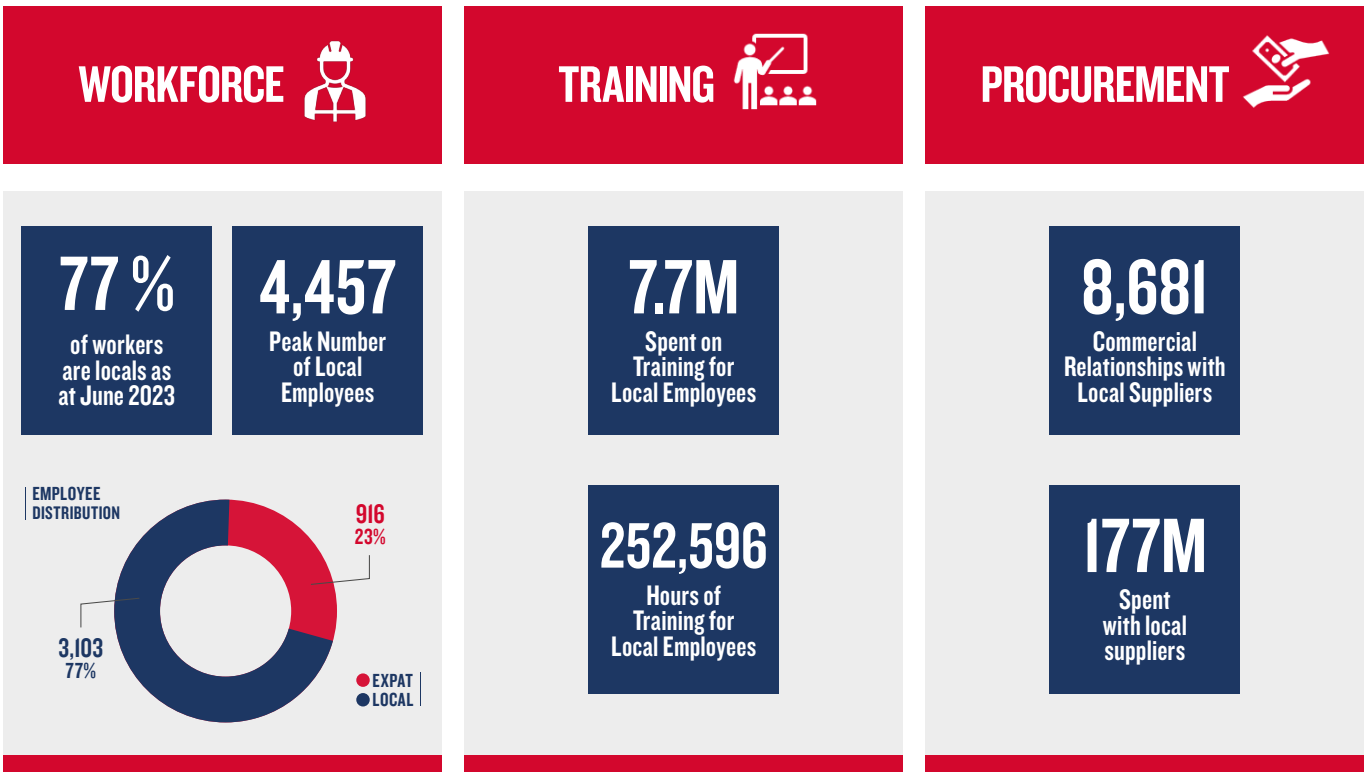 WORKFORCE
TRAINING
PROCUREMENT
77 %
of workers
are locals as
at June 2023
4,457
Peak Number
of Local
Employees
EMPLOYEE
DISTRIBUTION
916
23%
3,103
77%
EXPAT
LOCAL
7.7M
Spent on
Training for
Local Employees
252,596
Hours of
Training for
Local Employees
8,681
Commercial
Relationships with
Local Suppliers
177M
Spent
with local
suppliers